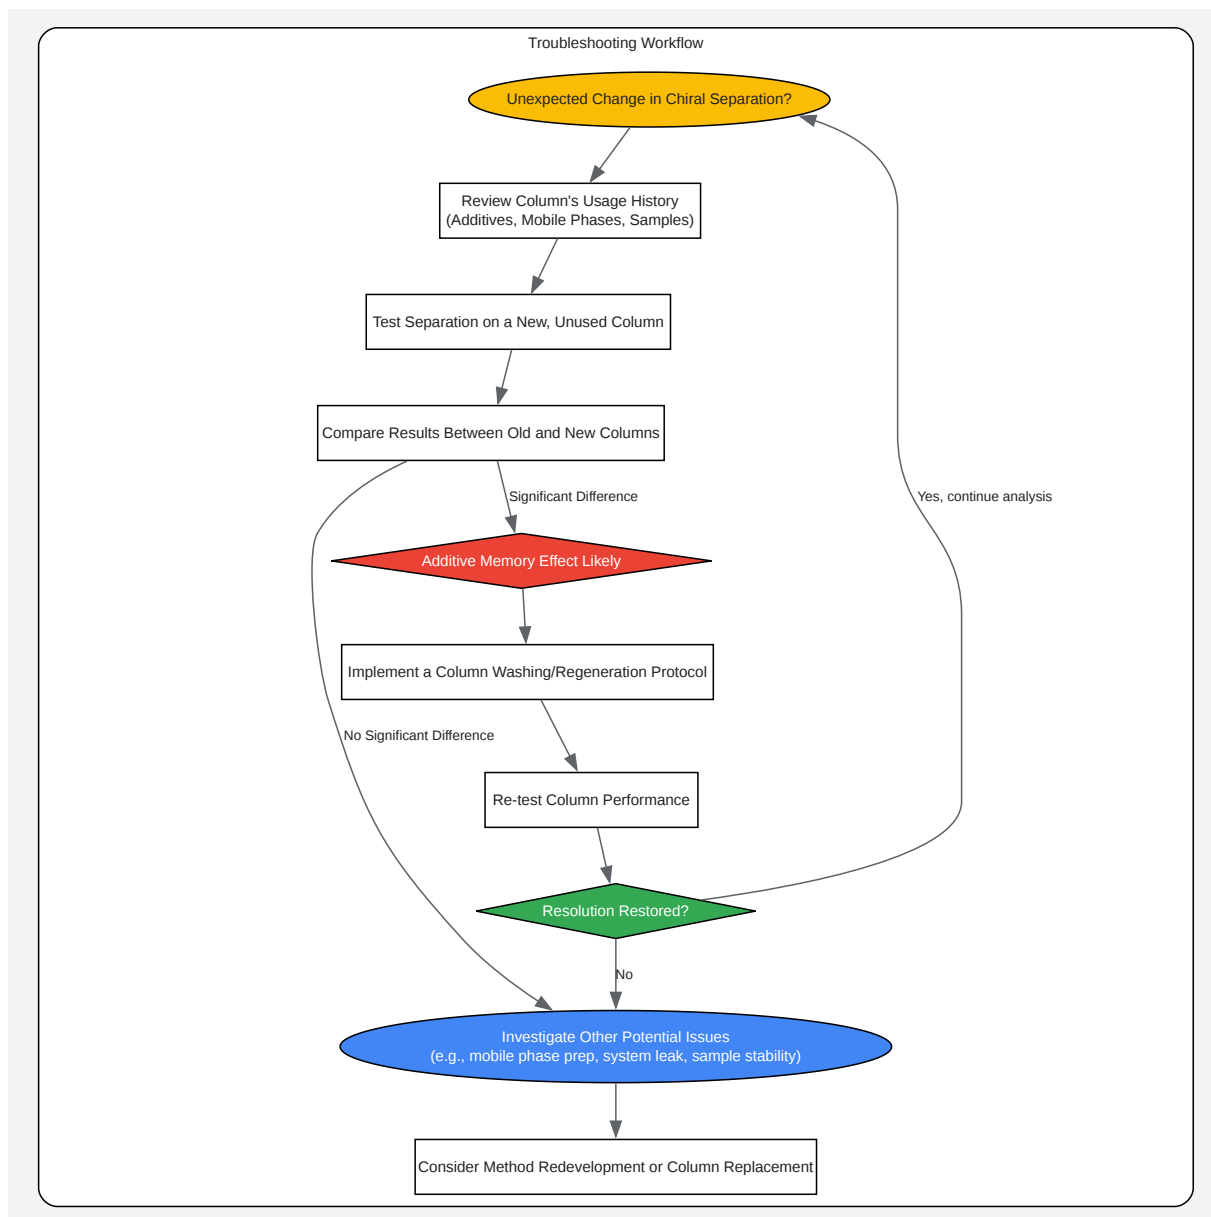 Troubleshooting Workflow
Unexpected Change in Chiral Separation?
Review Column's Usage History
(Additives, Mobile Phases, Samples)
Test Separation on a New, Unused Column
Compare Results Between Old and New Columns
Significant Difference
Yes, continue analysis
Additive Memory Effect Likely
Implement a Column Washing/Regeneration Protocol
No Significant Difference
Re-test Column Performance
Resolution Restored?
No
Investigate Other Potential Issues
(e.g., mobile phase prep, system leak, sample stability)
Consider Method Redevelopment or Column Replacement